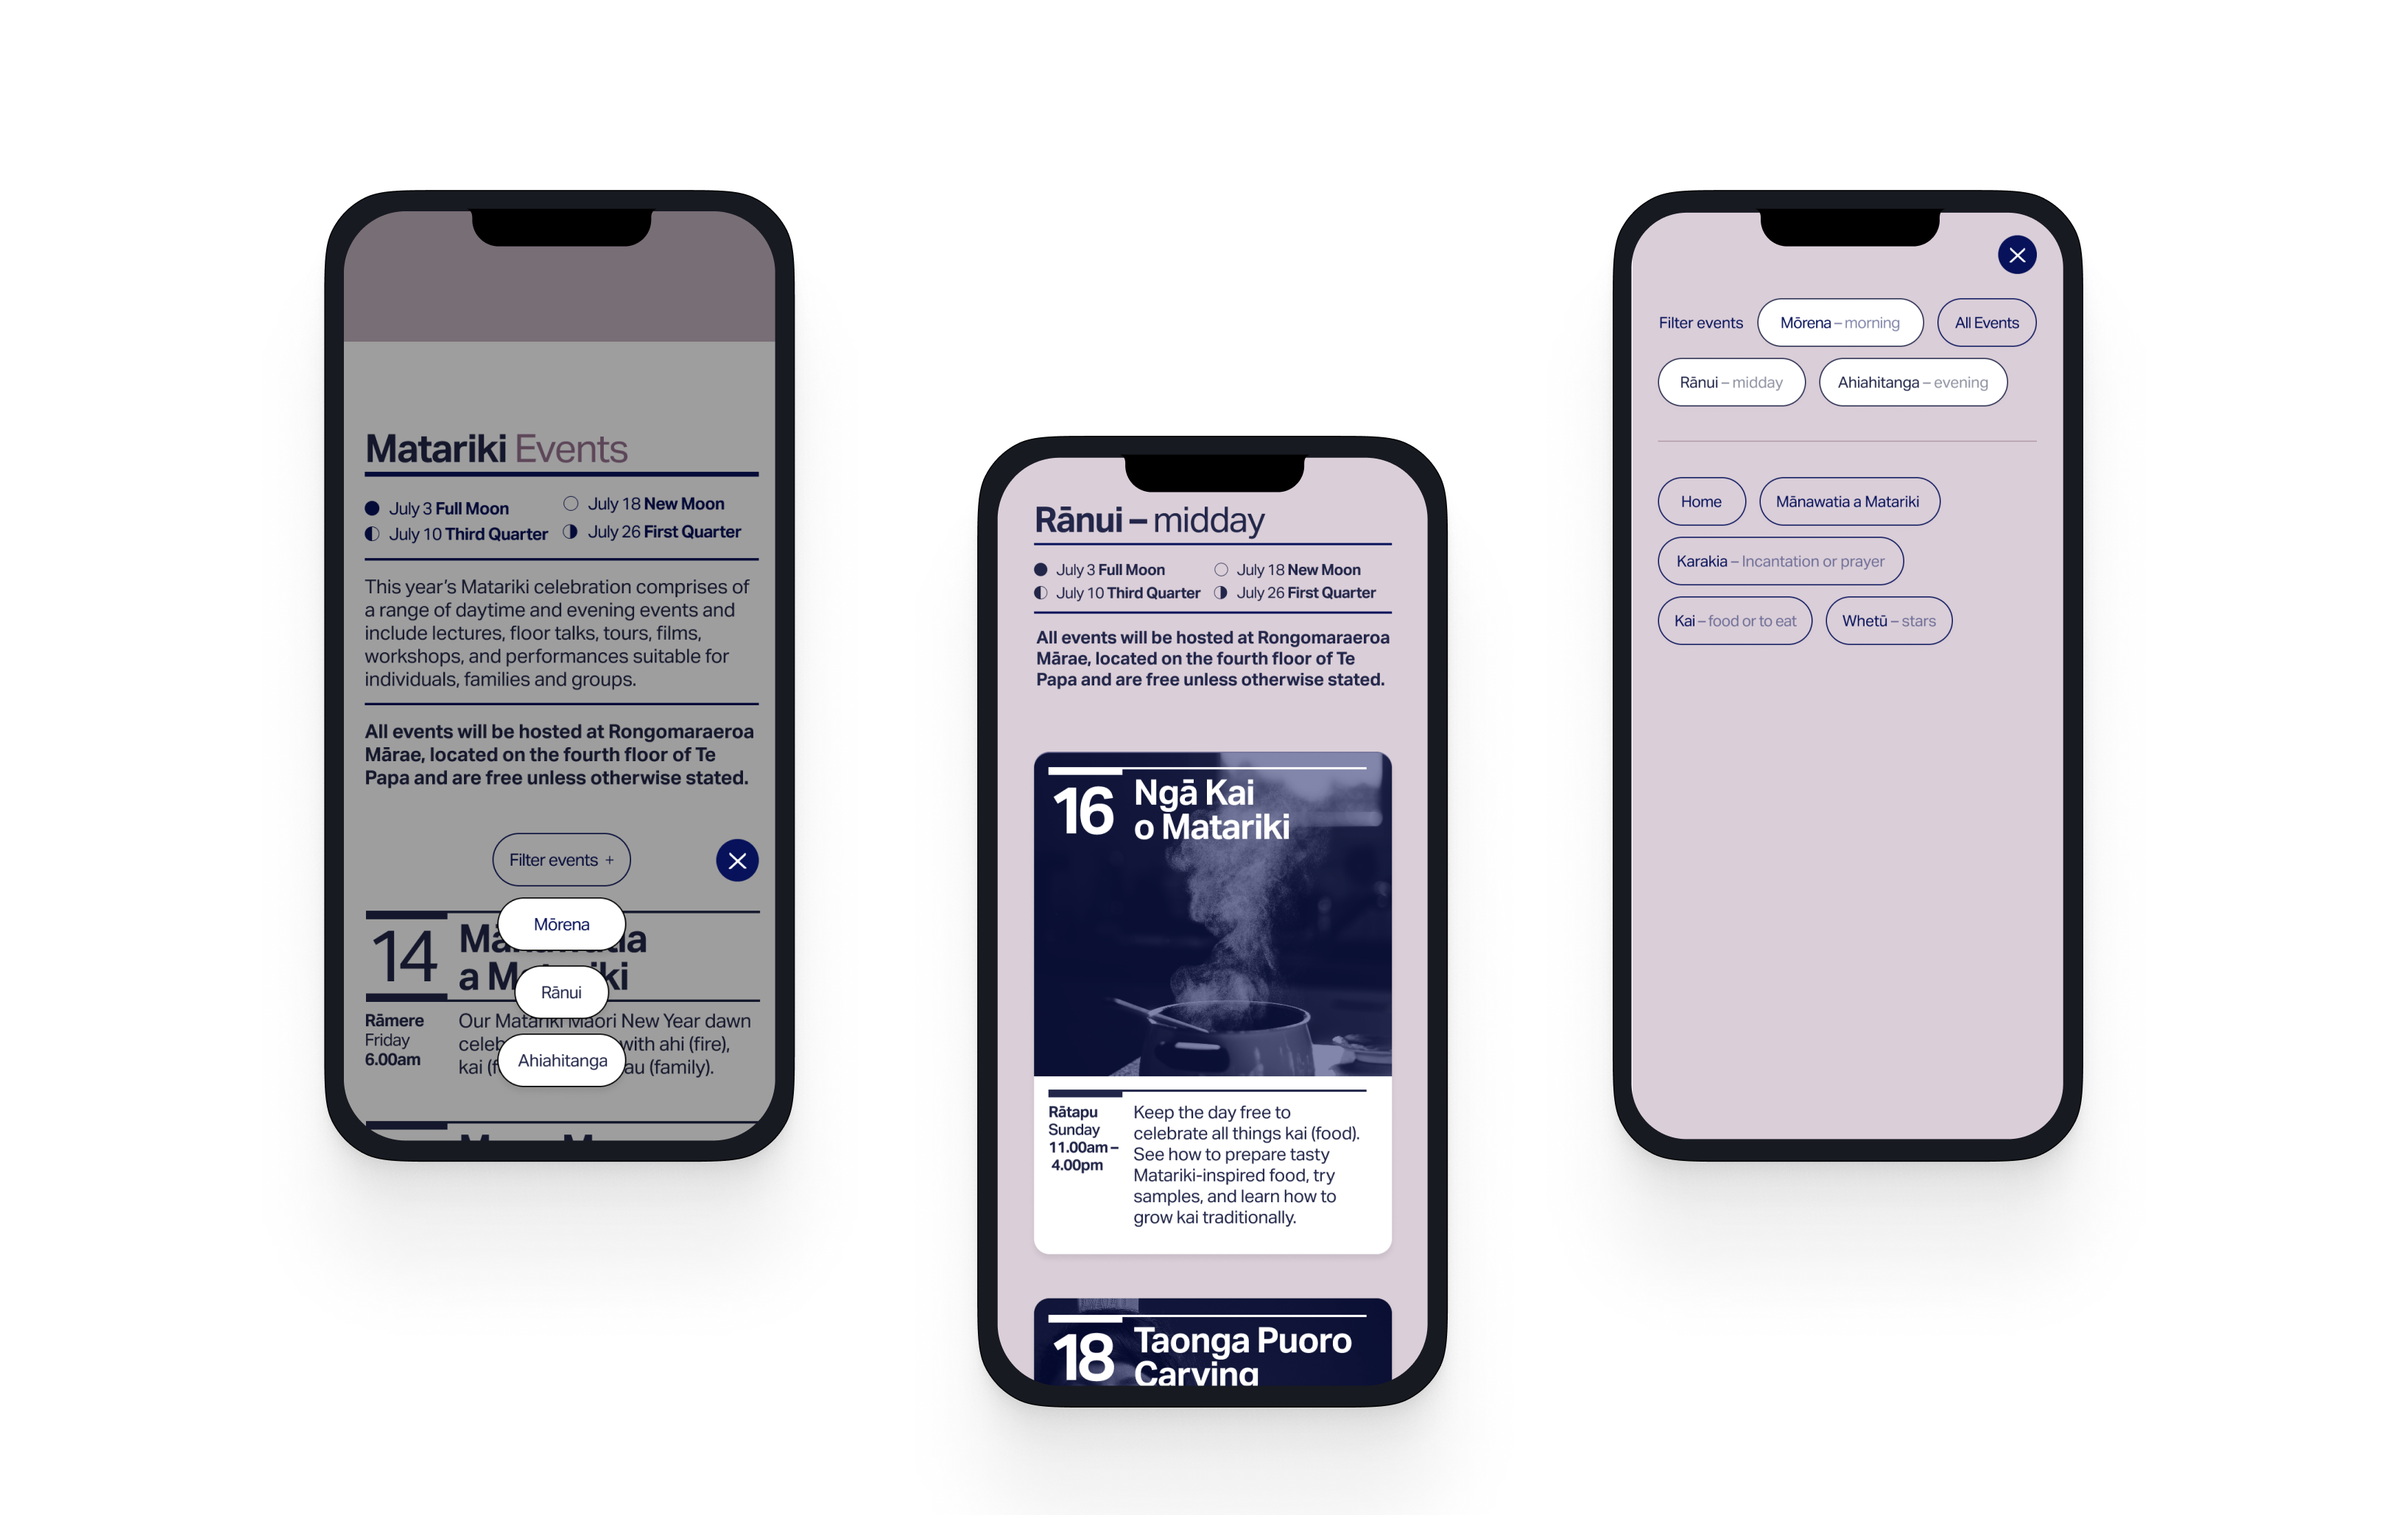 Matariki Events
July 3 Full Moon
July 18 New Moon
July 10 Third Quarter
July 26 First Quarter
This year's Matariki celebration comprises of
a range of daytime and evening events and
include lectures, floor talks, tours, films,
workshops, and performances suitable for
individuals, families and groups.
All events will be hosted at Rongomaraeroa
Mārae, located on the fourth floor of Te
Papa and are free unless otherwise stated.
Filter events +
Mōrena
Rānui
Ahiahitanga
14
a
Rāmere
Friday
6.00am
Our Matariki Māori New Year dawn
with ahi (fire),
kai (family).
Rānui – midday
July 3 Full Moon
July 18 New Moon
July 10 Third Quarter
July 26 First Quarter
All events will be hosted at Rongomaraeroa
Mārae, located on the fourth floor of Te
Papa and are free unless otherwise stated.
16
Ngā Kai
o Matariki
Rātapu
Sunday
11.00am –
4.00pm
Keep the day free to
celebrate all things kai (food).
See how to prepare tasty
Matariki-inspired food, try
samples, and learn how to
grow kai traditionally.
18
Taonga Puoro
Carving
Filter events
Mōrena – morning
All Events
Rānui – midday
Ahiahitanga – evening
Home
Mānawatia a Matariki
Karakia – Incantation or prayer
Kai – food or to eat
Whetū – stars